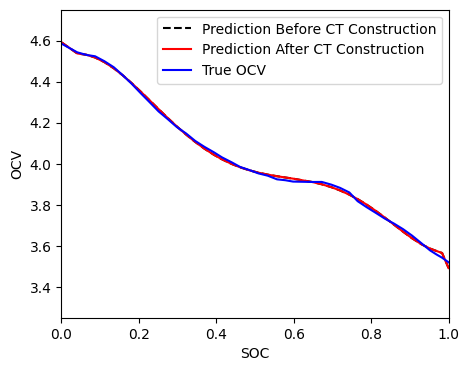 Prediction Before CT Construction
Prediction After CT Construction
True OCV
4.6
4.4
4.2
4.0
3.8
3.6
3.4
OCV
0.0 0.2 0.4 0.6 0.8 1.0
SOC